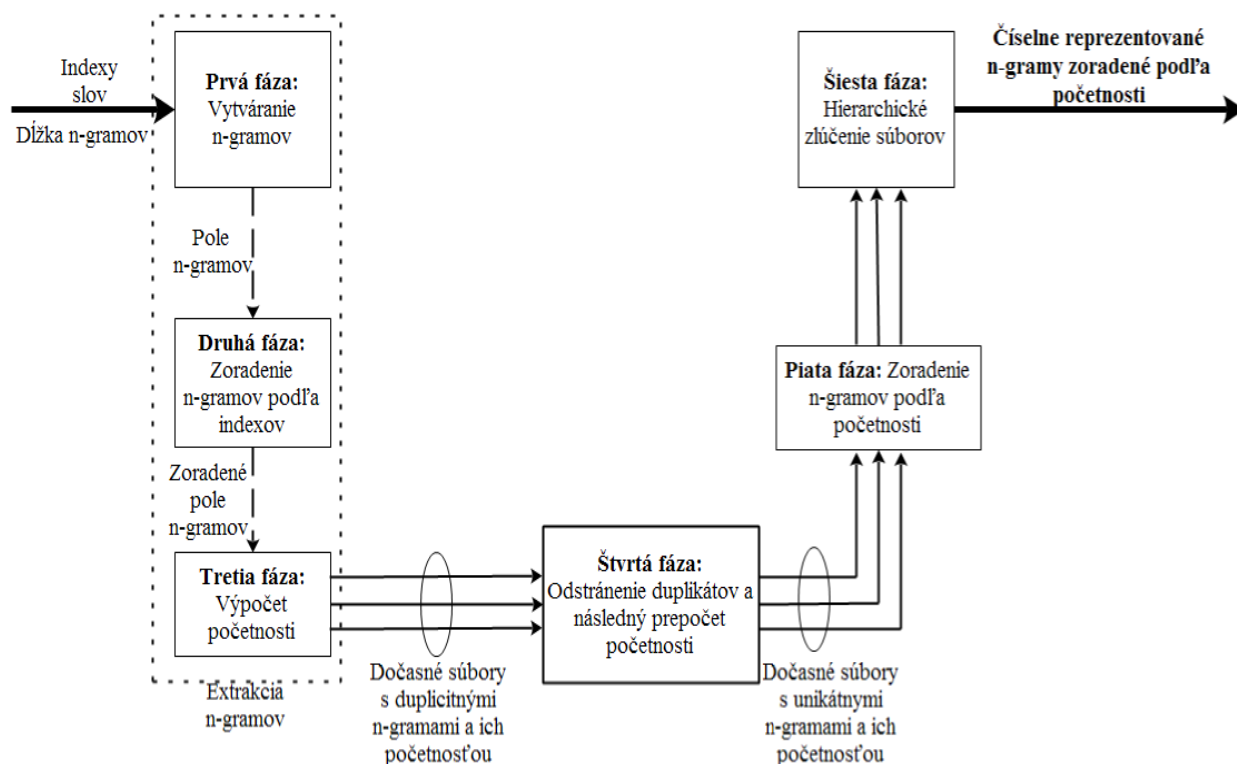 Indexy
slov
Dĺžka n-gramov
Prvá fáza:
Vytváranie
n-gramov
Pole
n-gramov
Druhá fáza:
Zoradenie
n-gramov podľa
indexov
Zoradené
pole
n-gramov
Tretia fáza:
Výpočet
početnosti
Extrakcia
n-gramov
Dočasné súbory
s duplicitnými
n-gramami a ich
početnosťou
Štvrtá fáza:
Odstránenie duplikátov a
následný prepočet
početnosti
Dočasné súbory
s unikátnymi
n-gramami a ich
početnosťou
Piata fáza: Zoradenie
n-gramov podľa
početnosti
Šiesta fáza:
Hierarchické
zlúčenie súborov
Číselne reprezentované
n-gramy zoradené podľa
početnosti